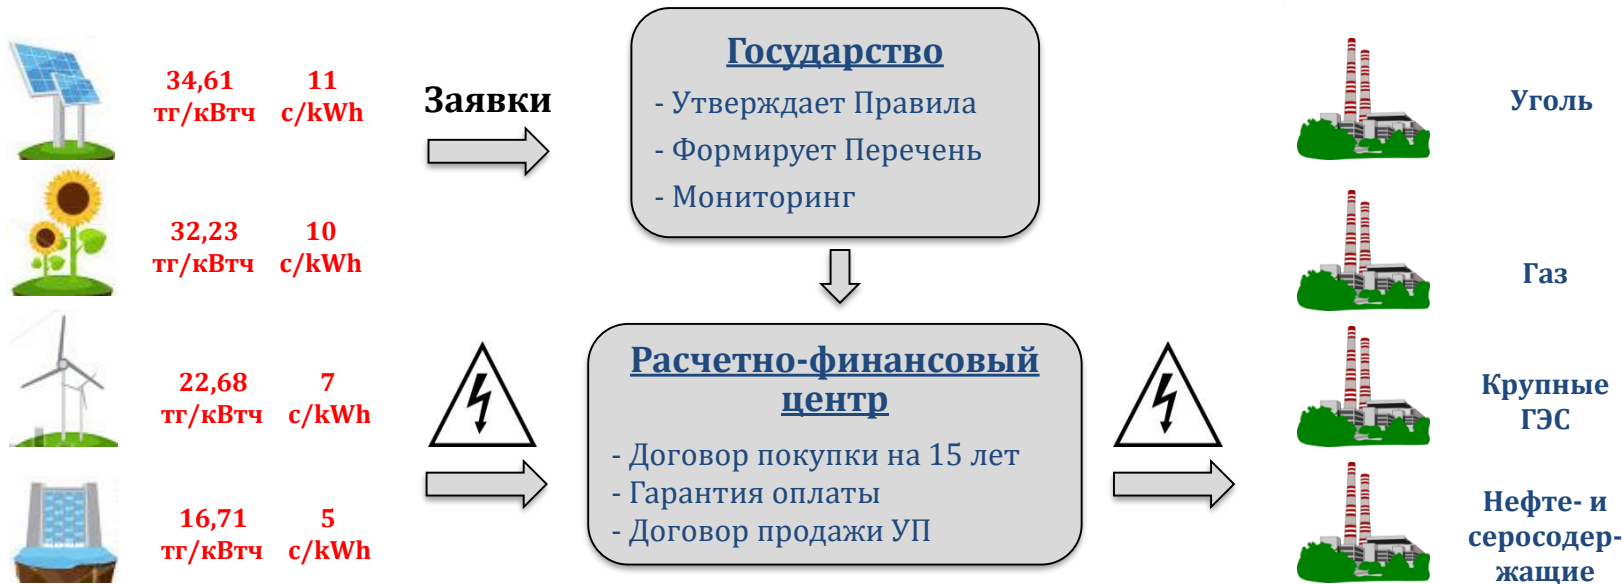 34,61 11
тг/кВтч c/kWh
32,23 10
тг/кВтч c/kWh
22,68 7
тг/кВтч c/kWh
16,71 5
тг/кВтч c/kWh
Заявки
Государство
- Утверждает Правила
- Формирует Перечень
- Мониторинг
Расчетно-финансовый
центр
- Договор покупки на 15 лет
- Гарантия оплаты
- Договор продажи УП
Уголь
Газ
Крупные
ГЭС
Нефте- и
серосодер-
жащие